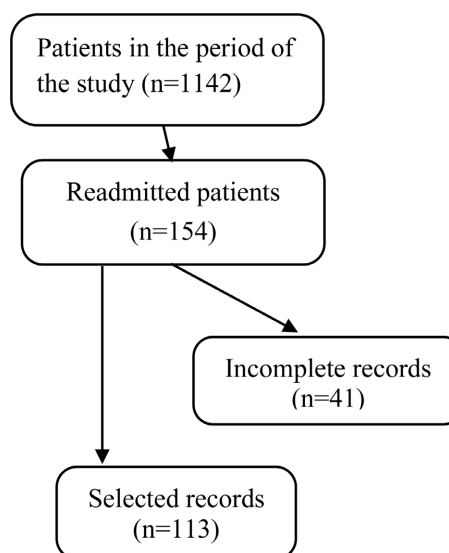 Patients in the period of
the study (n=1142)
Readmitted patients
(n=154)
Incomplete records
(n=41)
Selected records
(n=113)